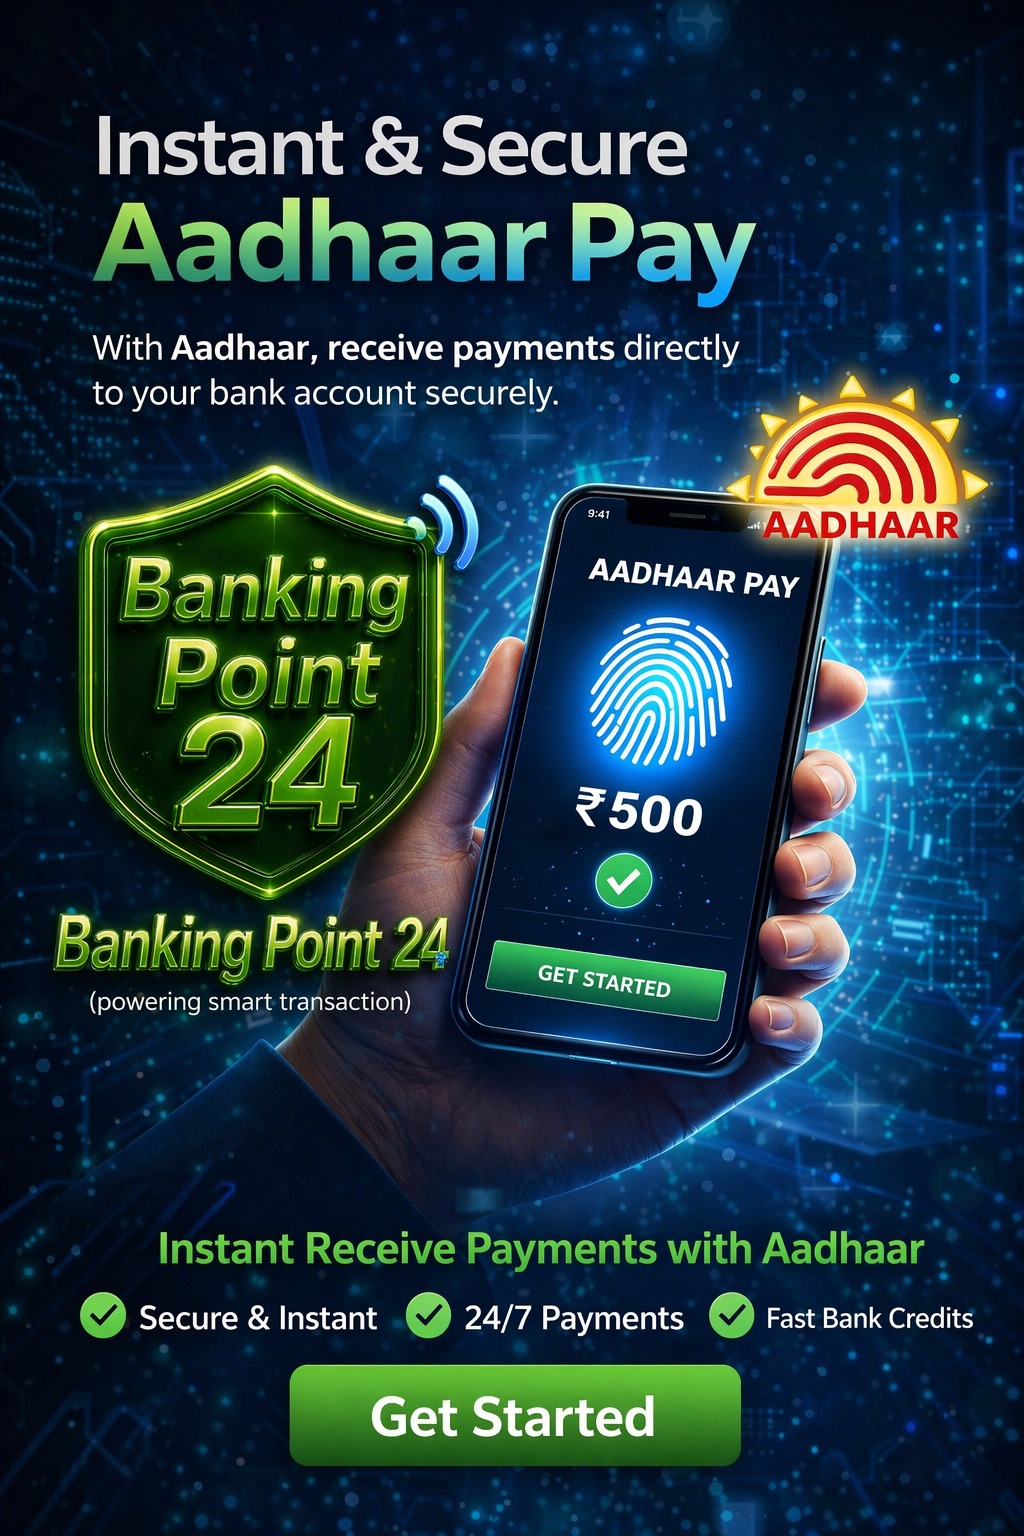 Instant & Secure
Aadhaar Pay
With Aadhaar, receive payments directly
to your bank account securely.
AADHAAR
Banking
Point
24
9:41
AADHAAR PAY
₹500
GET STARTED
Banking Point 24
(powering smart transaction)
Instant Receive Payments with Aadhaar
Secure & Instant 24/7 Payments Fast Bank Credits
Get Started